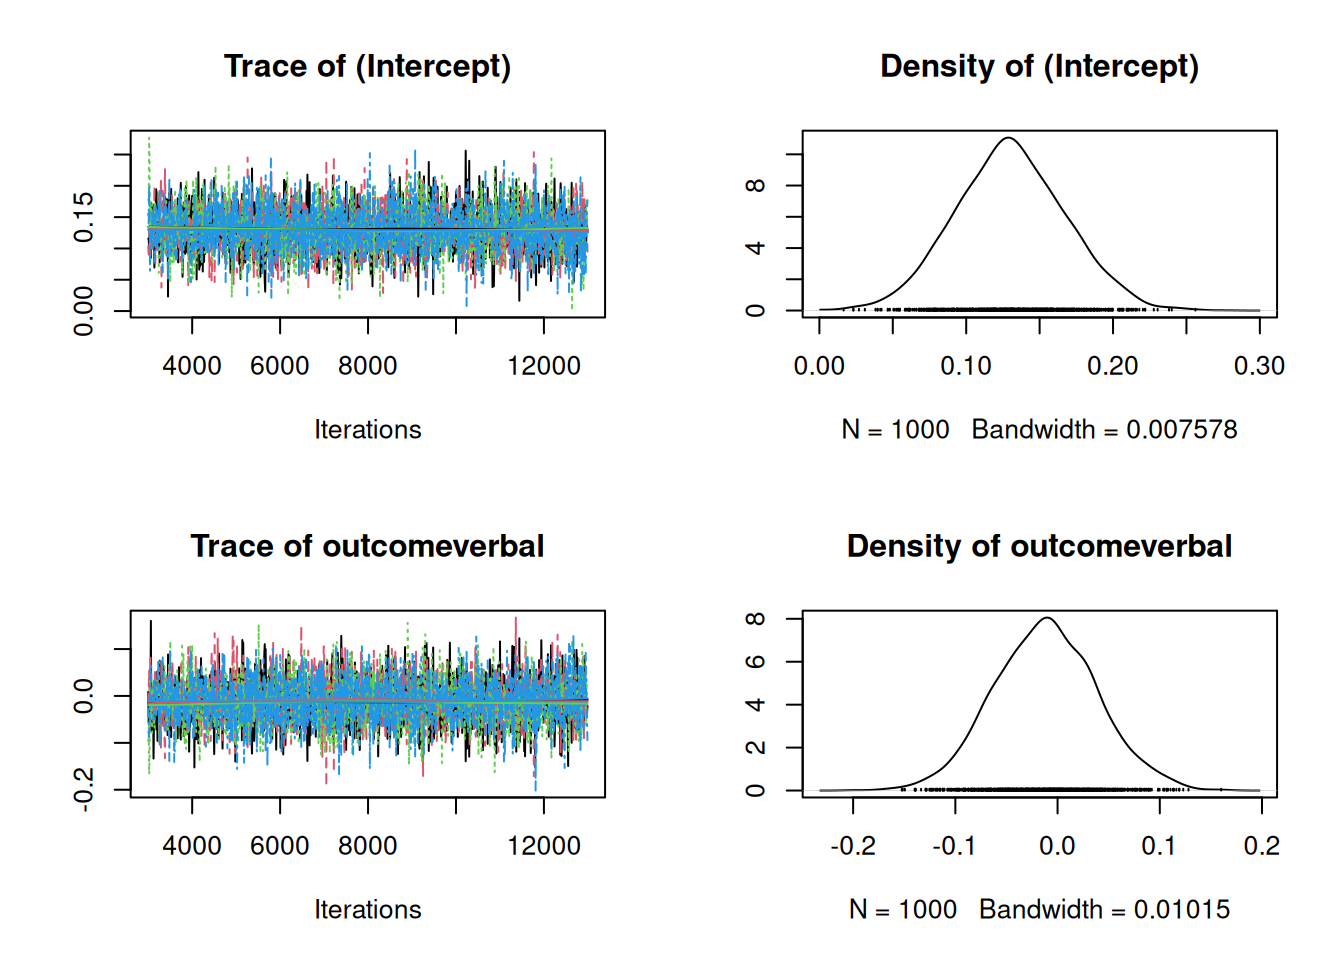 Trace of (Intercept)
0.00 0.15
4000 6000 8000 12000
Iterations
Density of (Intercept)
0 4 8
0.00 0.10 0.20 0.30
N = 1000 Bandwidth = 0.007578
Trace of outcomeverbal
-0.2 0.0
4000 6000 8000 12000
Iterations
Density of outcomeverbal
0 2 4 6 8
-0.2 -0.1 0.0 0.1 0.2
N = 1000 Bandwidth = 0.01015